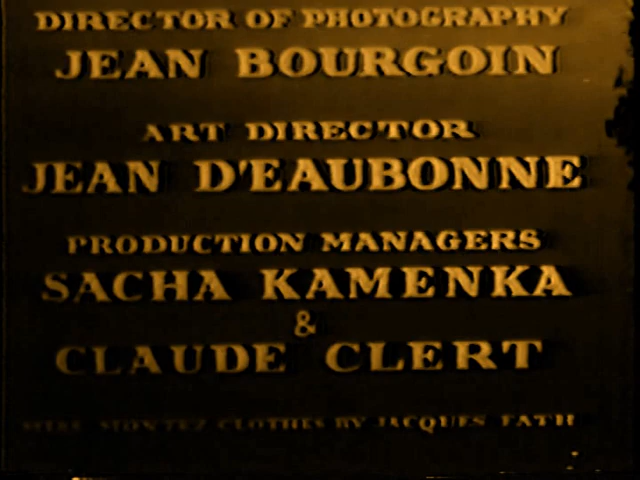 DIRECTOR OF PHOTOGRAPHY
JEAN BOURGOIN
ART DIRECTOR
JEAN D'EAUBONNE
PRODUCTION MANAGERS
SACHA KAMENKA
&
CLAUDE CLERT
CLOTHES BY JACQUES FATH